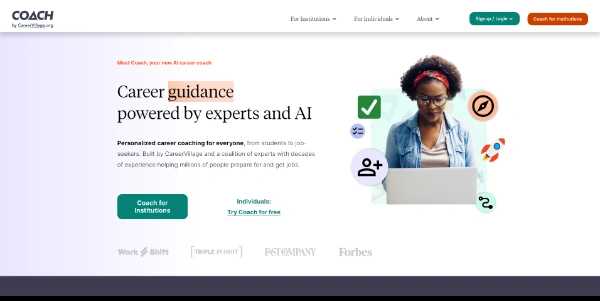 COACH
by CareerVillage.org
For Institutions
For Individuals
About
Sign up / Login
Coach for Institutions
Meet Coach, your new AI career coach
Career guidance
powered by experts and AI
Personalized career coaching for everyone, from students to job-
seekers. Built by CareerVillage and a coalition of experts with decades
of experience helping millions of people prepare for and get jobs.
Coach for
Institutions
Individuals:
Try Coach for free
Work Shift
TRIPLE PUNDIT
FAST COMPANY
Forbes